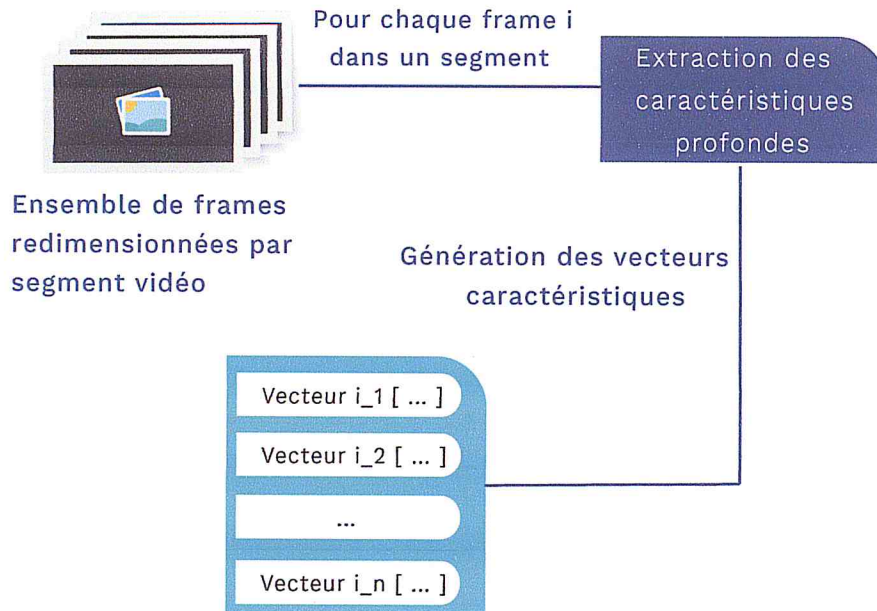 Pour chaque frame i
dans un segment
Extraction des
caractéristiques
profondes
Ensemble de frames
redimensionnées par
segment vidéo
Génération des vecteurs
caractéristiques
Vecteur i_1 [ ... ]
Vecteur i_2 [ ... ]
...
Vecteur i_n [ ... ]